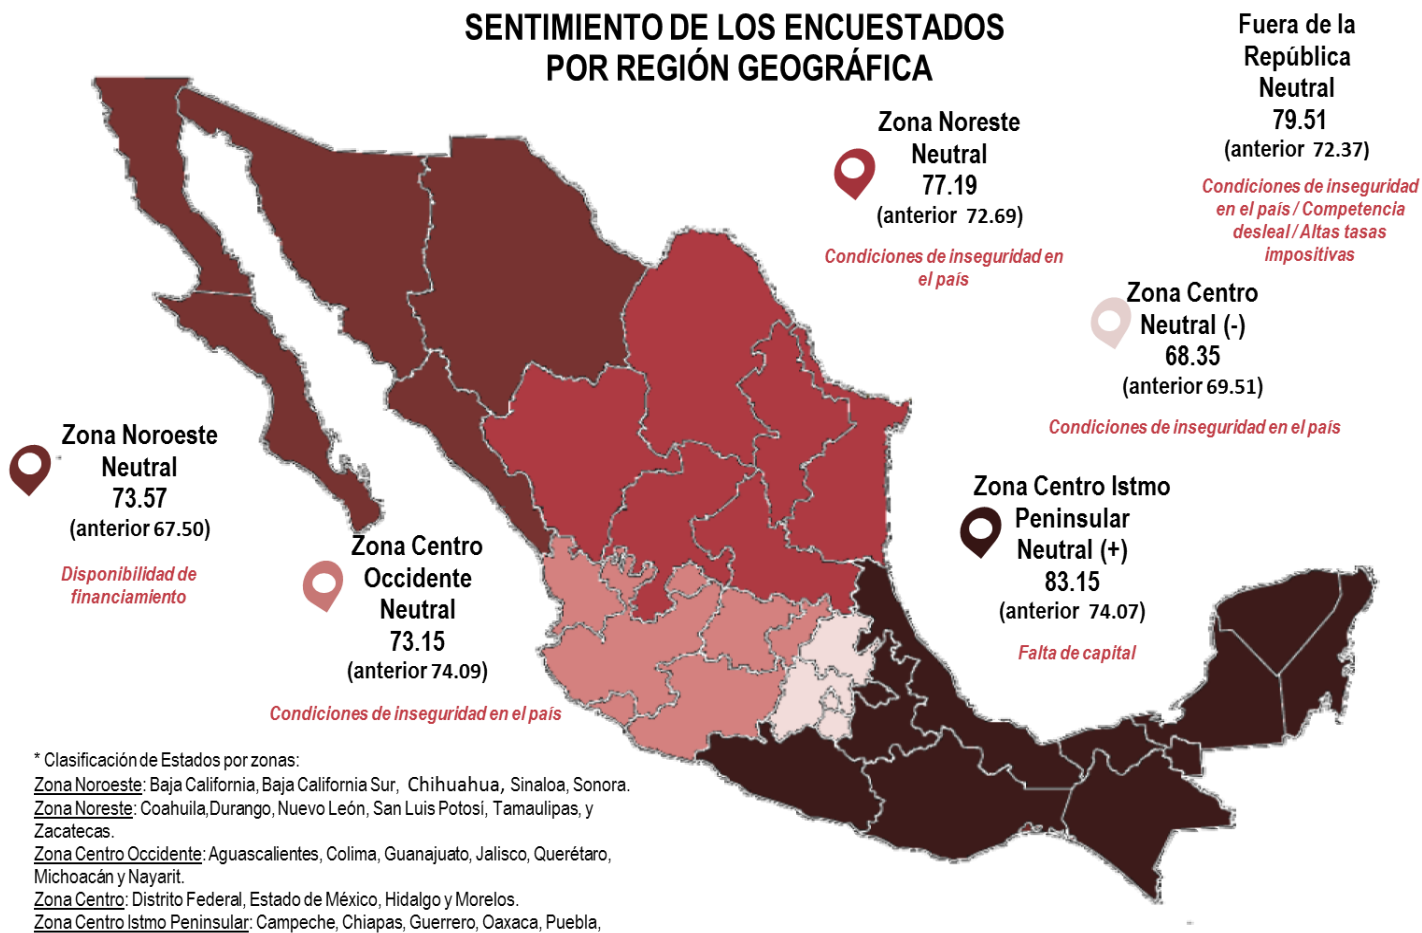 SENTIMIENTO DE LOS ENCUESTADOS
POR REGIÓN GEOGRÁFICA
Fuera de la
República
Neutral
79.51
(anterior 72.37)
Condiciones de inseguridad
en el país / Competencia
desleal / Altas tasas
impositivas
Zona Noreste
Neutral
77.19
(anterior 72.69)
Condiciones de inseguridad en
el país
Zona Centro
Neutral (-)
68.35
(anterior 69.51)
Condiciones de inseguridad en el país
Zona Noroeste
Neutral
73.57
(anterior 67.50)
Disponibilidad de
financiamiento
Zona Centro
Occidente
Neutral
73.15
(anterior 74.09)
Condiciones de inseguridad en el país
Zona Centro Istmo
Peninsular
Neutral (+)
83.15
(anterior 74.07)
Falta de capital
* Clasificación de Estados por zonas:
Zona Noroeste: Baja California, Baja California Sur, Chihuahua, Sinaloa, Sonora.
Zona Noreste: Coahuila,Durango, Nuevo León, San Luis Potosí, Tamaulipas, y
Zacatecas.
Zona Centro Occidente: Aguascalientes, Colima, Guanajuato, Jalisco, Querétaro,
Michoacán y Nayarit.
Zona Centro: Distrito Federal, Estado de México, Hidalgo y Morelos.
Zona Centro Istmo Peninsular: Campeche, Chiapas, Guerrero, Oaxaca, Puebla,